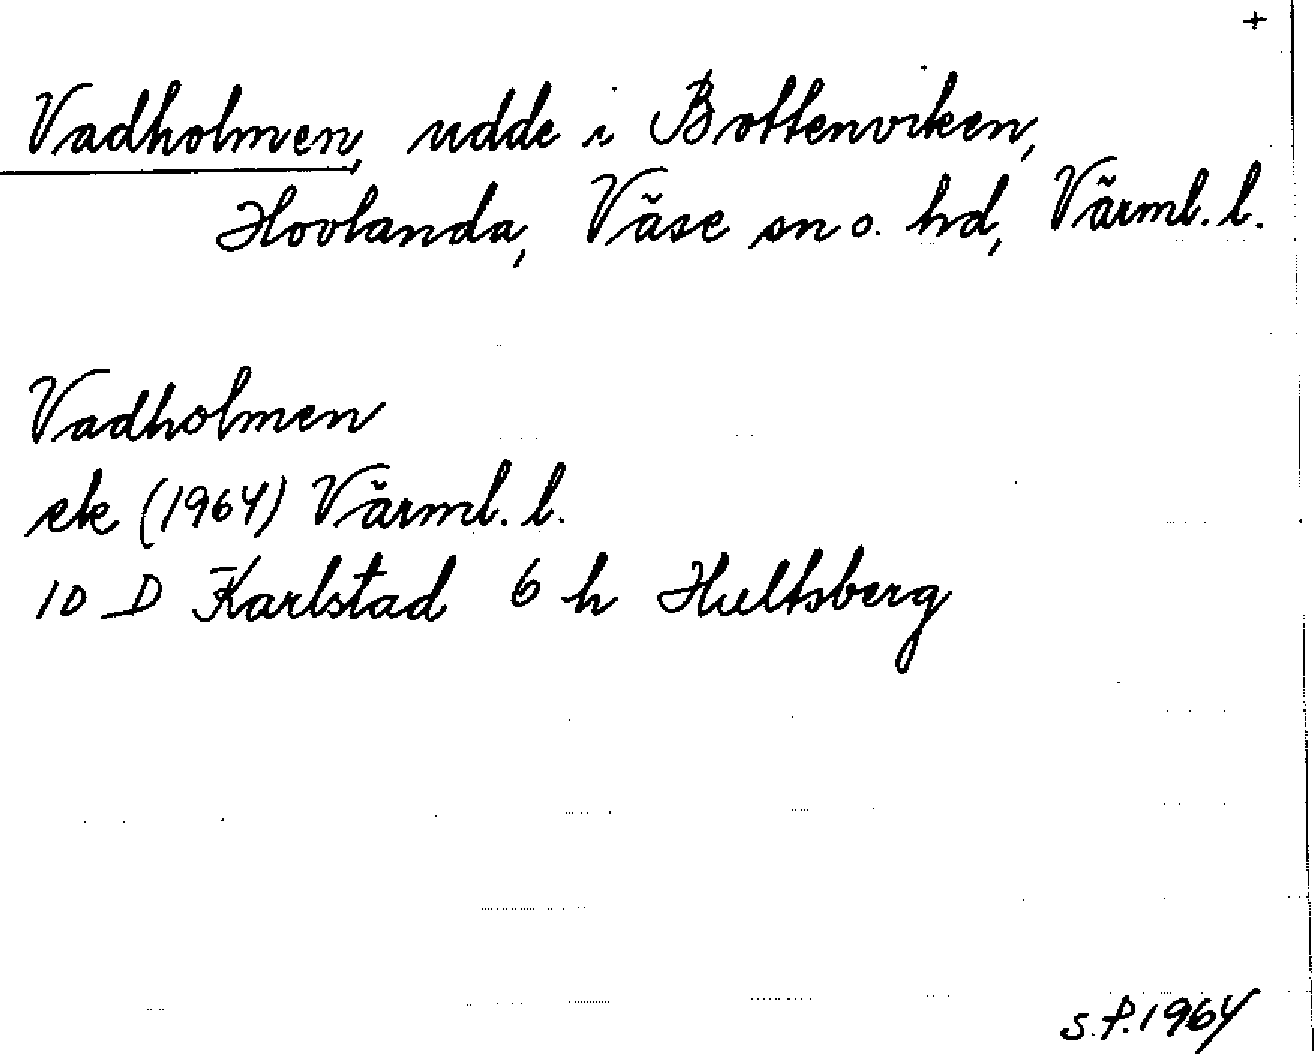 +
Vadholmen, udde i Bottenviken,
Hovlanda, Väse sn o. hd, Värml. l.
Vadholmen
ek (1964) Värml. l.
10 D Karlstad 6 h Hultsberg
S.P. 1964